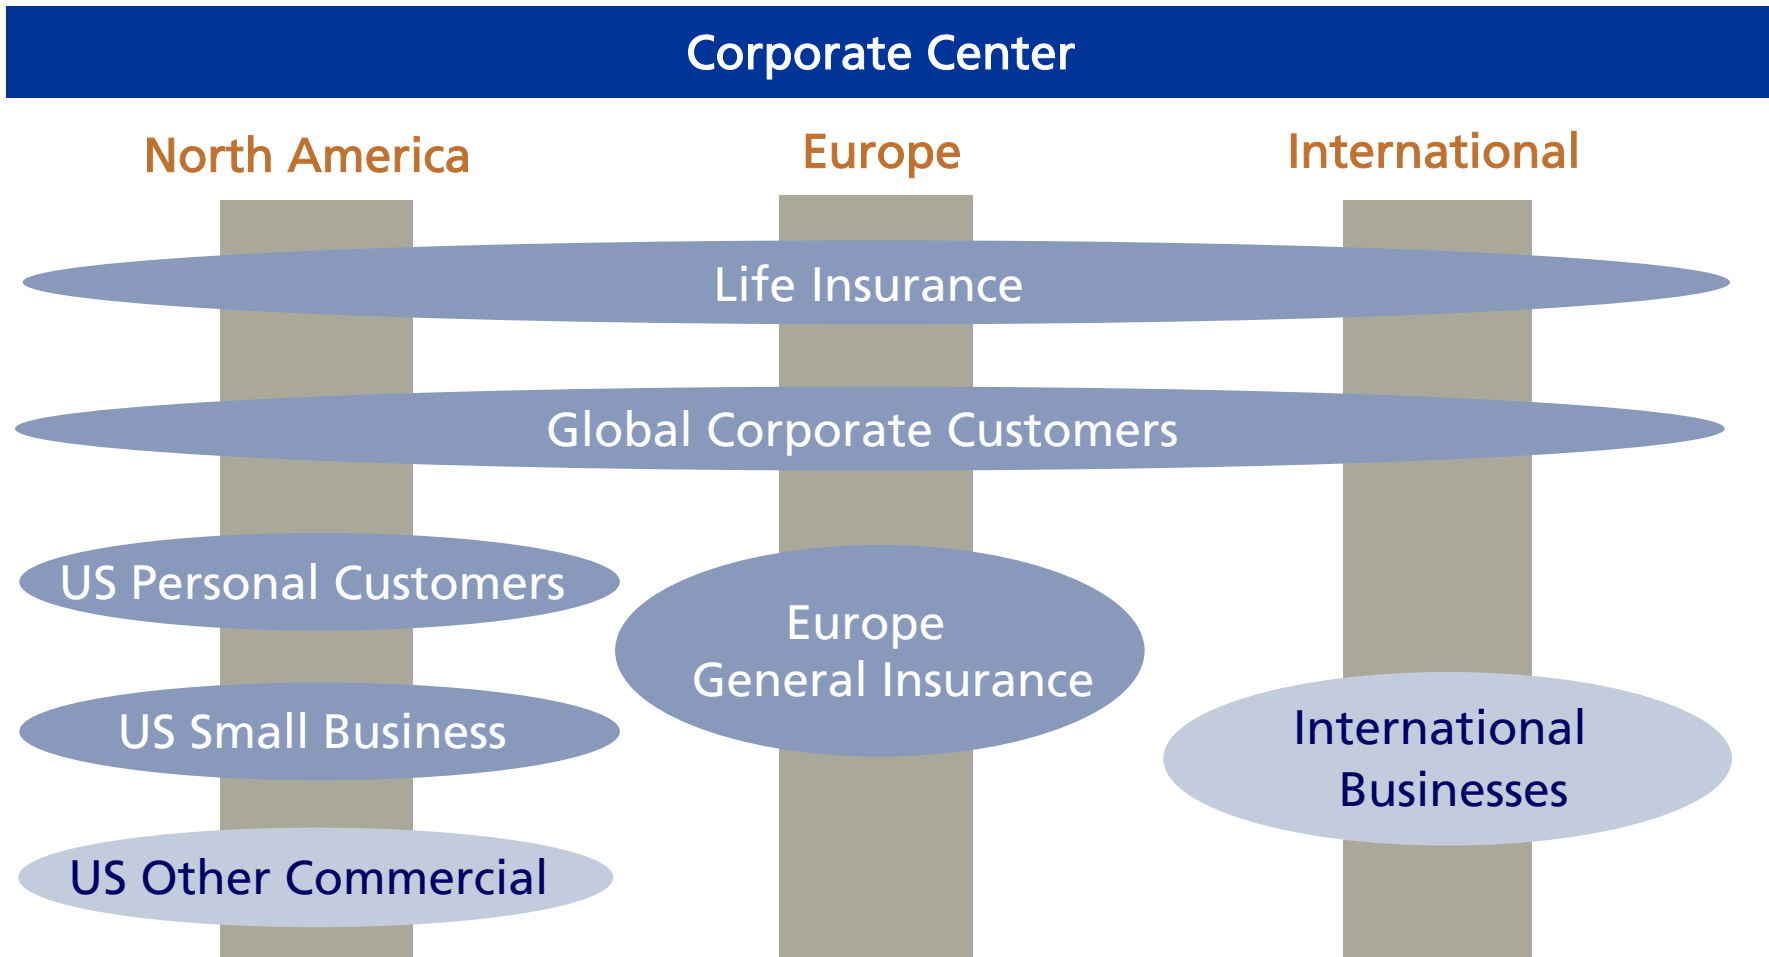 Corporate Center
North America
Europe
International
Life Insurance
Global Corporate Customers
US Personal Customers
US Small Business
US Other Commercial
Europe
General Insurance
International
Businesses